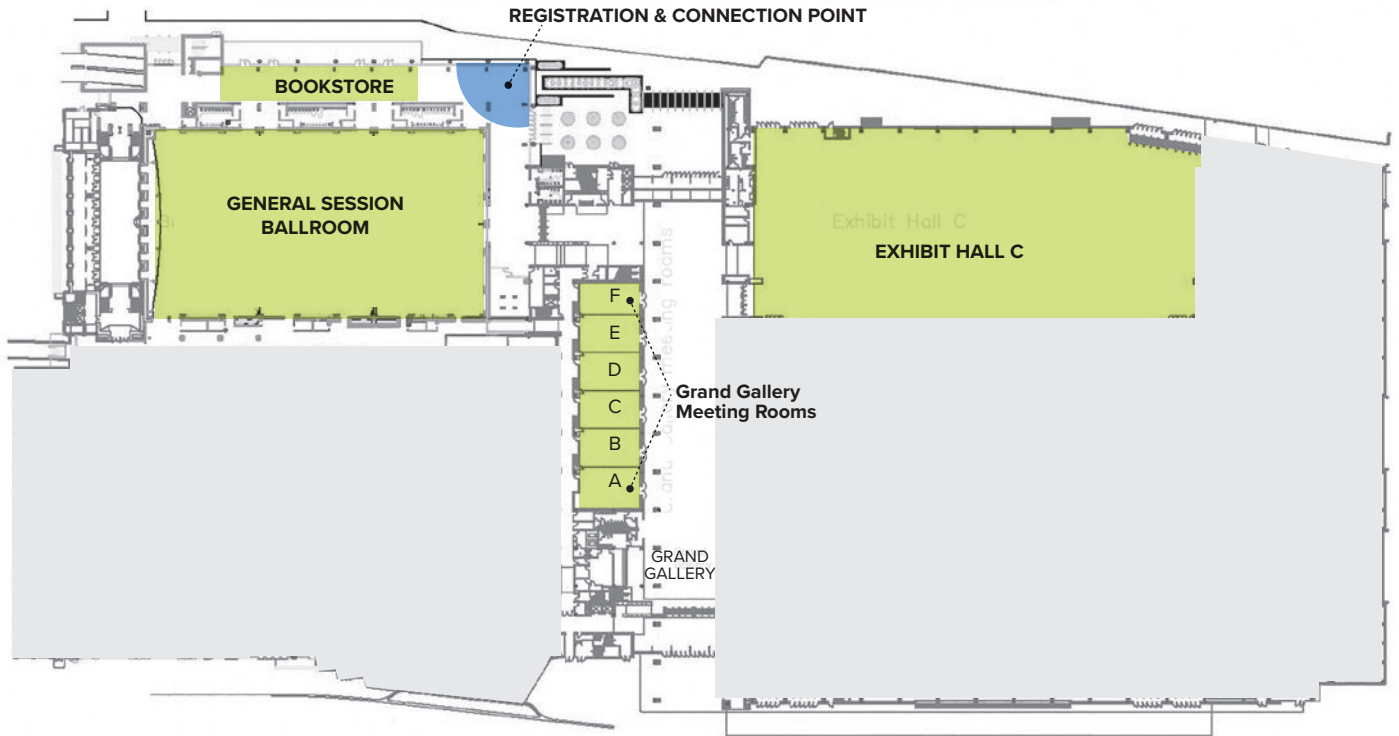 REGISTRATION & CONNECTION POINT
BOOKSTORE
GENERAL SESSION
BALLROOM
Exhibit Hall C
EXHIBIT HALL C
F
E
D
C
B
A
Grand Gallery
Meeting Rooms
GRAND
GALLERY